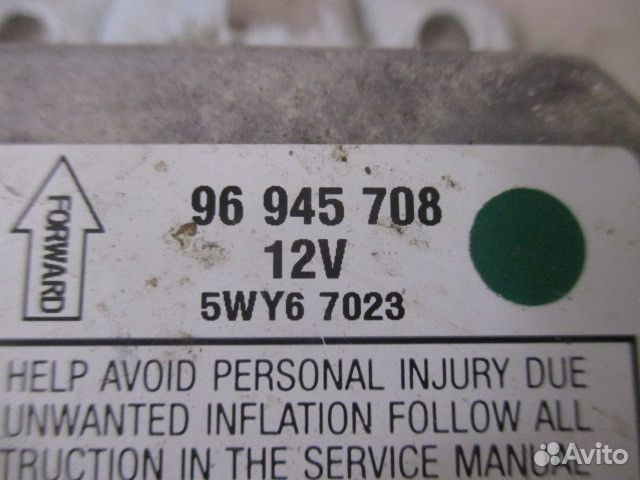 FORWARD
96 945 708
12V
5WY6 7023
HELP AVOID PERSONAL INJURY DUE
UNWANTED INFLATION FOLLOW ALL
TRUCTION IN THE SERVICE MANUAL
Avito